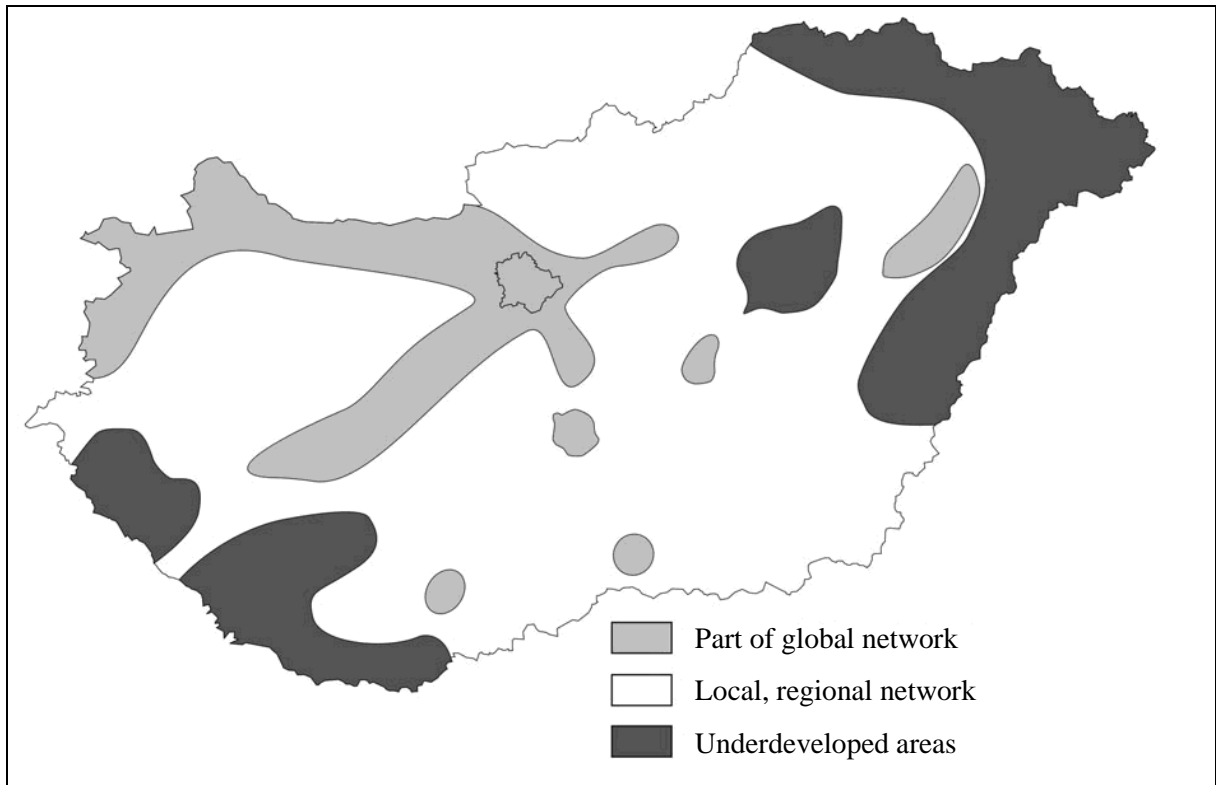 Part of global network
Local, regional network
Underdeveloped areas